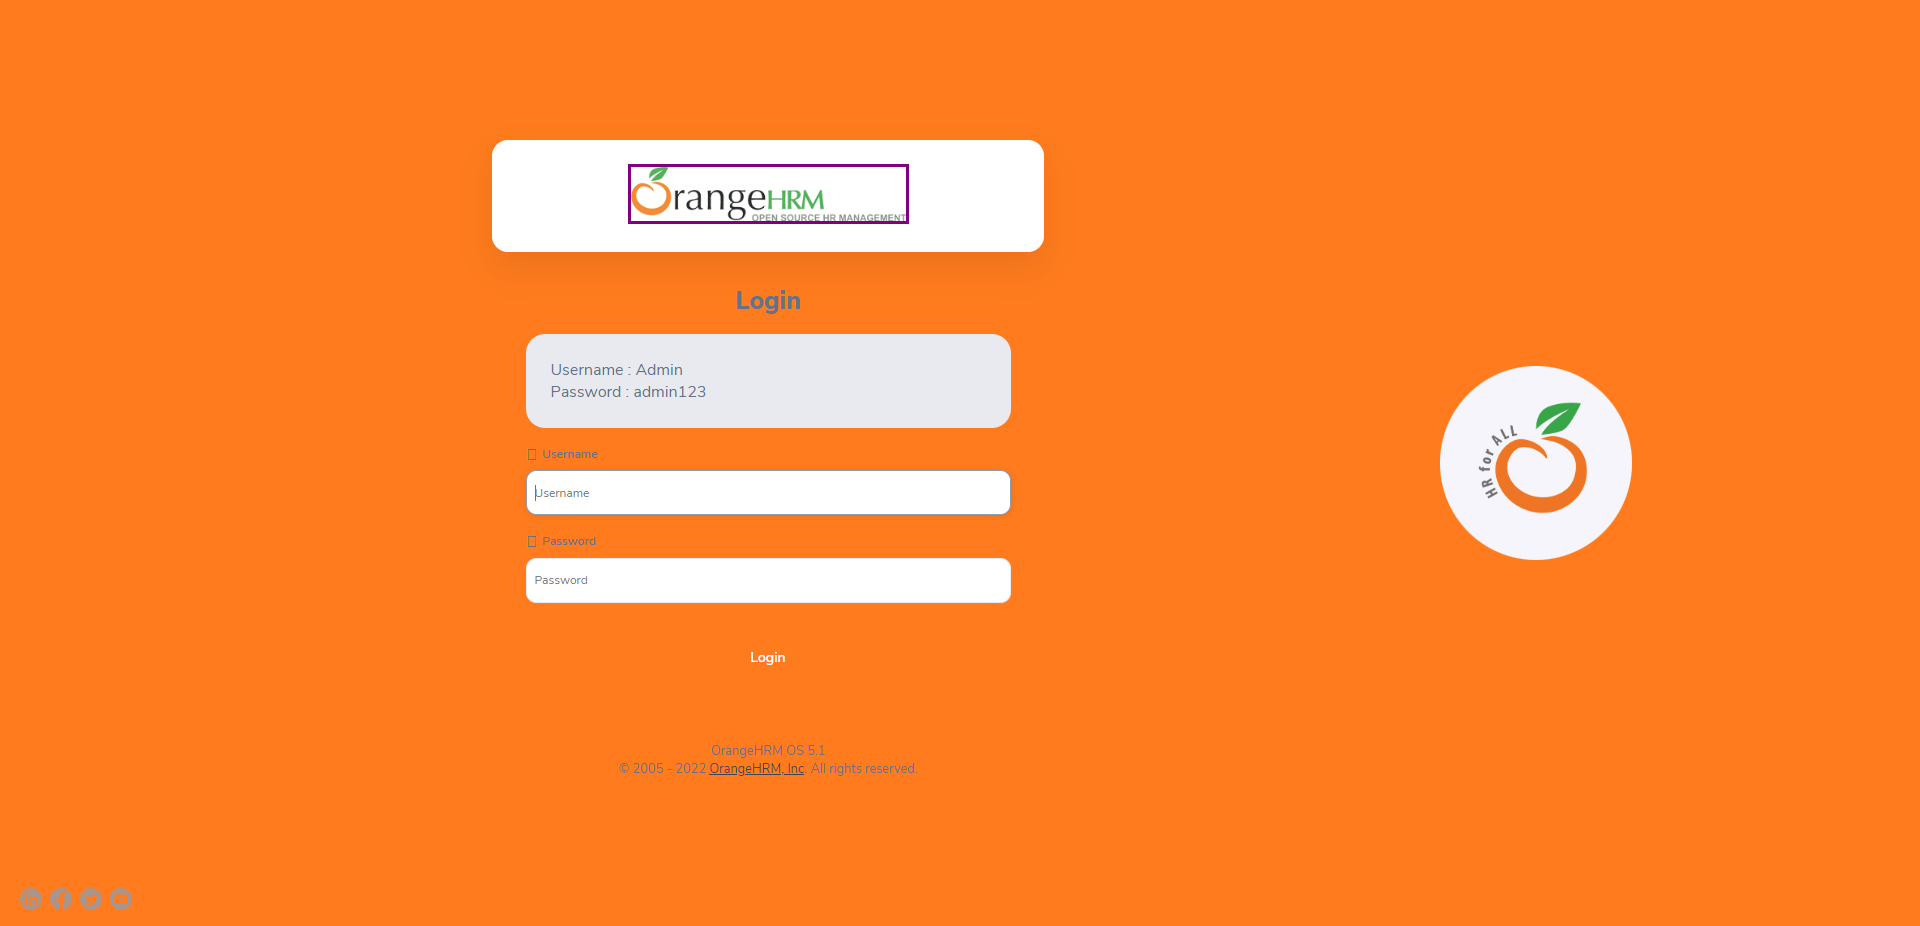 OrangeHRM
OPEN SOURCE HR MANAGEMENT
Login
Username : Admin
Password : admin123
Username
Username
Password
Password
Login
OrangeHRM OS 5.1
© 2005 - 2022 OrangeHRM, Inc. All rights reserved.
HR for ALL